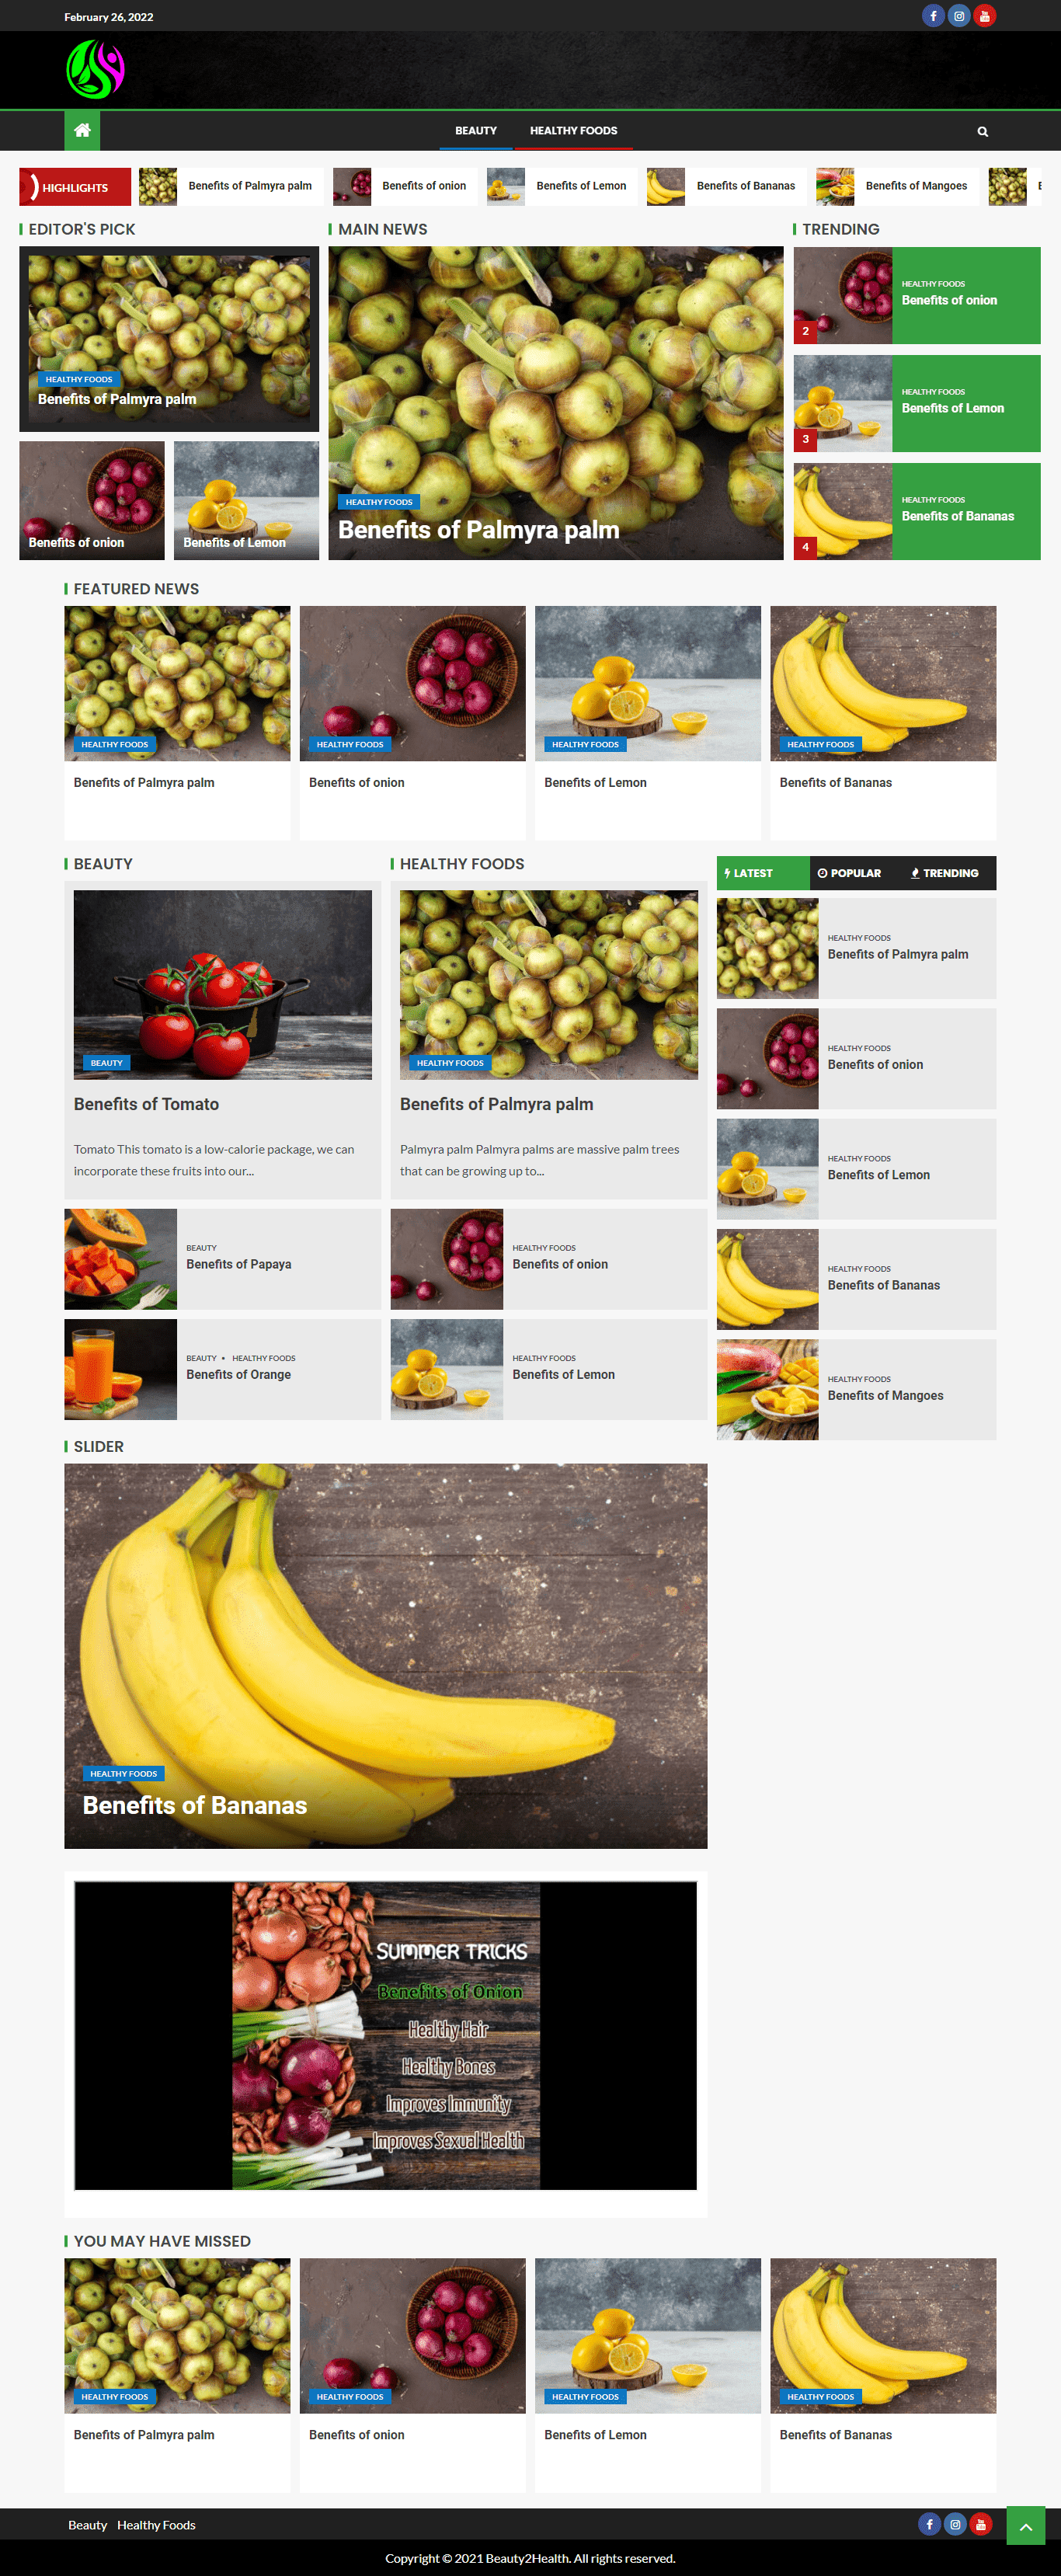 February 26, 2022
BEAUTY HEALTHY FOODS
HIGHLIGHTS
Benefits of Palmyra palm
Benefits of onion
Benefits of Lemon
Benefits of Bananas
Benefits of Mangoes
EDITOR'S PICK
HEALTHY FOODS
Benefits of Palmyra palm
Benefits of onion
Benefits of Lemon
MAIN NEWS
HEALTHY FOODS
Benefits of Palmyra palm
TRENDING
HEALTHY FOODS
Benefits of onion
2
HEALTHY FOODS
Benefits of Lemon
3
HEALTHY FOODS
Benefits of Bananas
4
FEATURED NEWS
HEALTHY FOODS
Benefits of Palmyra palm
HEALTHY FOODS
Benefits of onion
HEALTHY FOODS
Benefits of Lemon
HEALTHY FOODS
Benefits of Bananas
BEAUTY
BEAUTY
Benefits of Tomato
Tomato This tomato is a low-calorie package, we can
incorporate these fruits into our...
BEAUTY
Benefits of Papaya
BEAUTY • HEALTHY FOODS
Benefits of Orange
HEALTHY FOODS
HEALTHY FOODS
Benefits of Palmyra palm
Palmyra palm Palmyra palms are massive palm trees
that can be growing up to...
HEALTHY FOODS
Benefits of onion
HEALTHY FOODS
Benefits of Lemon
LATEST POPULAR TRENDING
HEALTHY FOODS
Benefits of Palmyra palm
HEALTHY FOODS
Benefits of onion
HEALTHY FOODS
Benefits of Lemon
HEALTHY FOODS
Benefits of Bananas
HEALTHY FOODS
Benefits of Mangoes
SLIDER
HEALTHY FOODS
Benefits of Bananas
SUMMER TRICKS
Benefits of Onion
Healthy Hair
Healthy Bones
Improves Immunity
Improves Sexual Health
YOU MAY HAVE MISSED
HEALTHY FOODS
Benefits of Palmyra palm
HEALTHY FOODS
Benefits of onion
HEALTHY FOODS
Benefits of Lemon
HEALTHY FOODS
Benefits of Bananas
Beauty Healthy Foods
Copyright © 2021 Beauty2Health. All rights reserved.